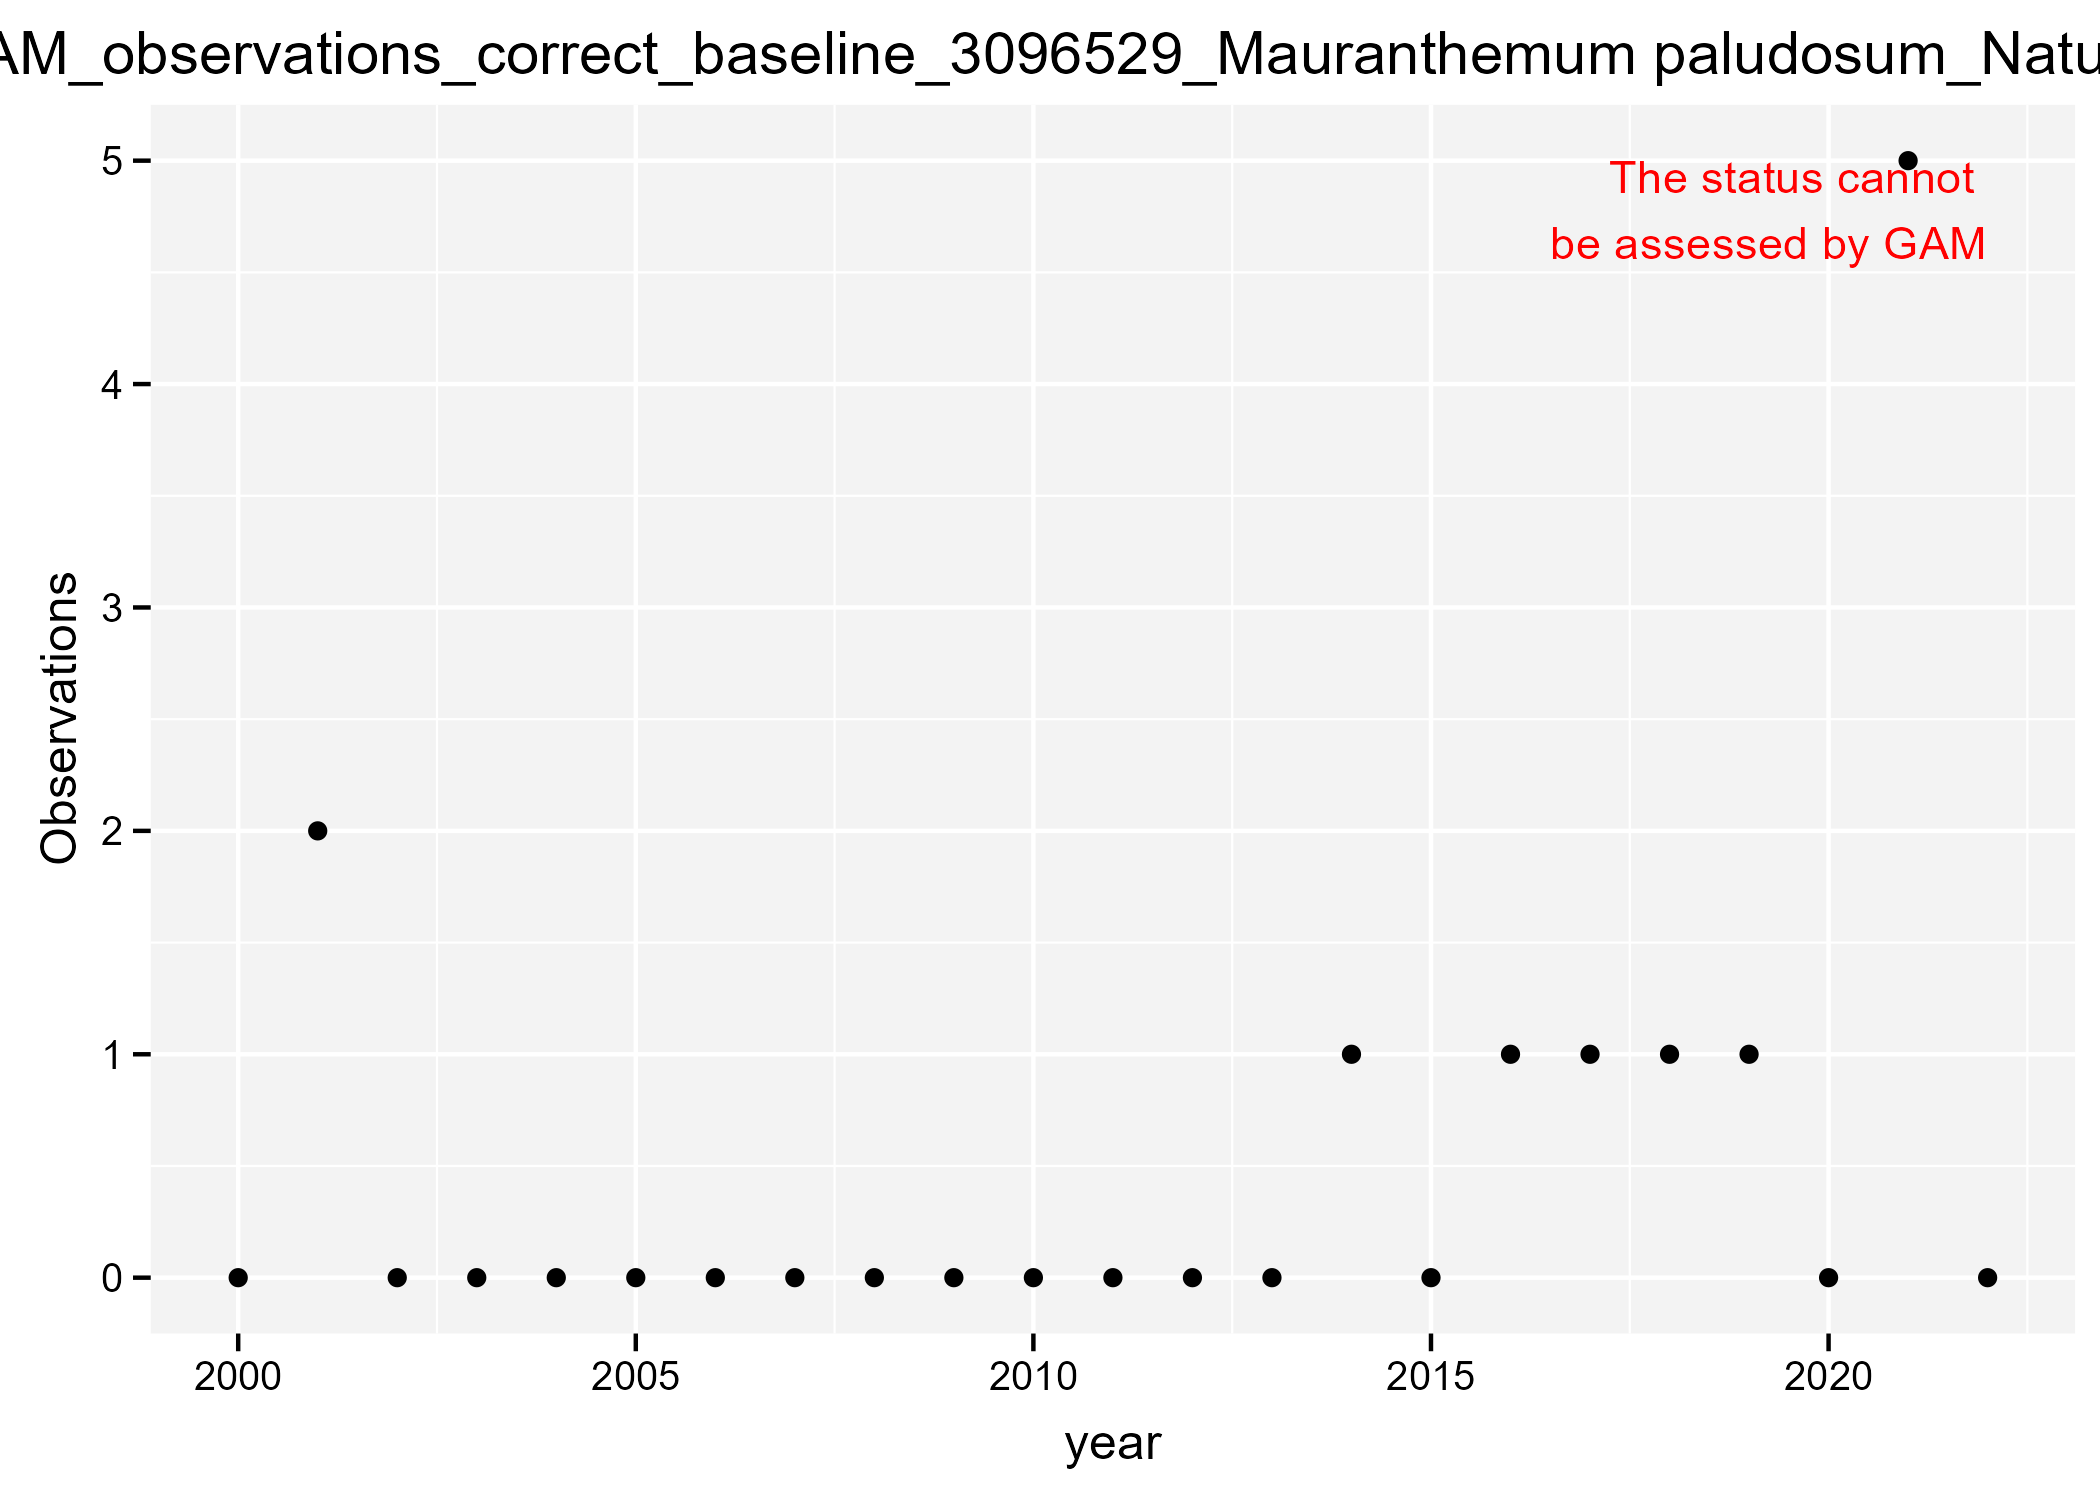 AM_observations_correct_baseline_3096529_Mauranthemum paludosum_Natu
5
The status cannot
be assessed by GAM
4
3
2
1
0
Observations
2000 2005 2010 2015 2020
year